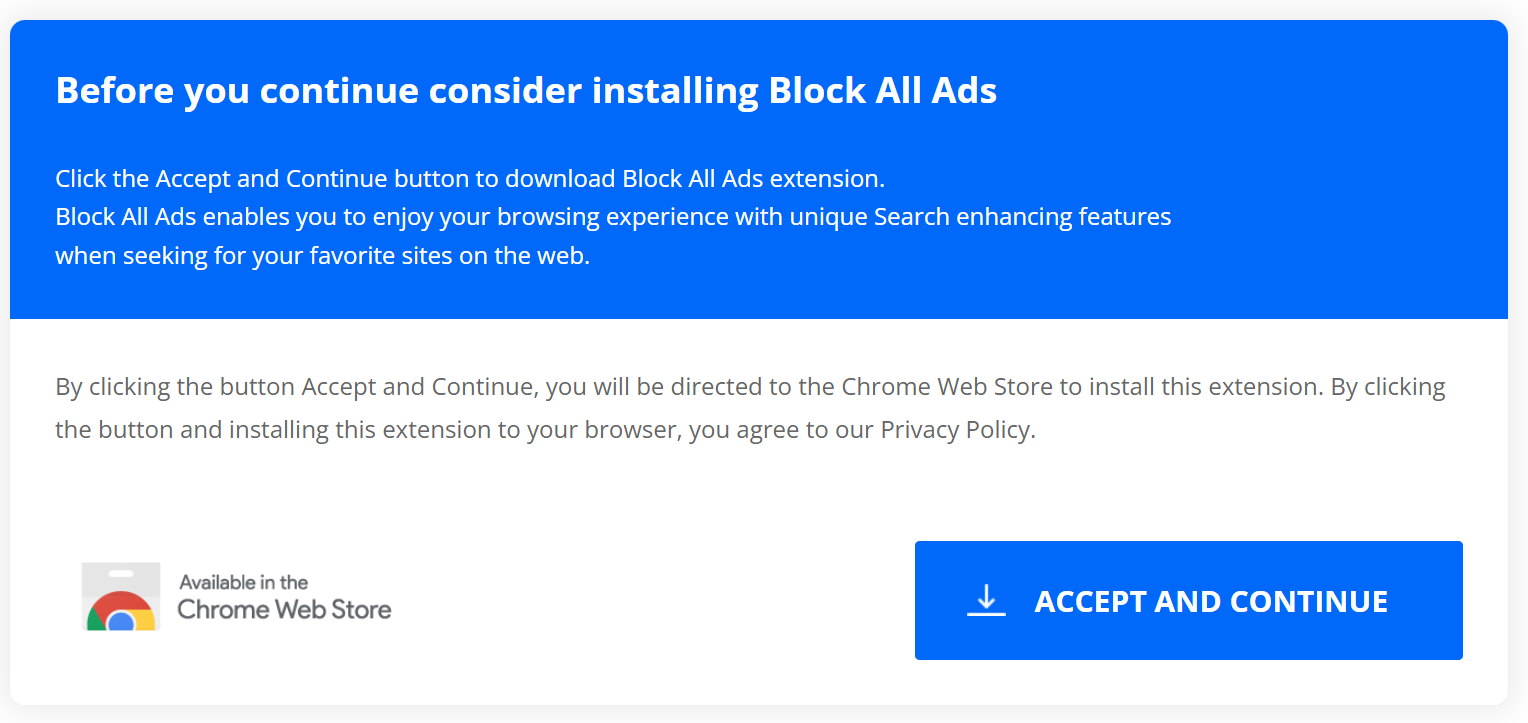 Before you continue consider installing Block All Ads
Click the Accept and Continue button to download Block All Ads extension.
Block All Ads enables you to enjoy your browsing experience with unique Search enhancing features
when seeking for your favorite sites on the web.
By clicking the button Accept and Continue, you will be directed to the Chrome Web Store to install this extension. By clicking
the button and installing this extension to your browser, you agree to our Privacy Policy.
Available in the
Chrome Web Store
ACCEPT AND CONTINUE